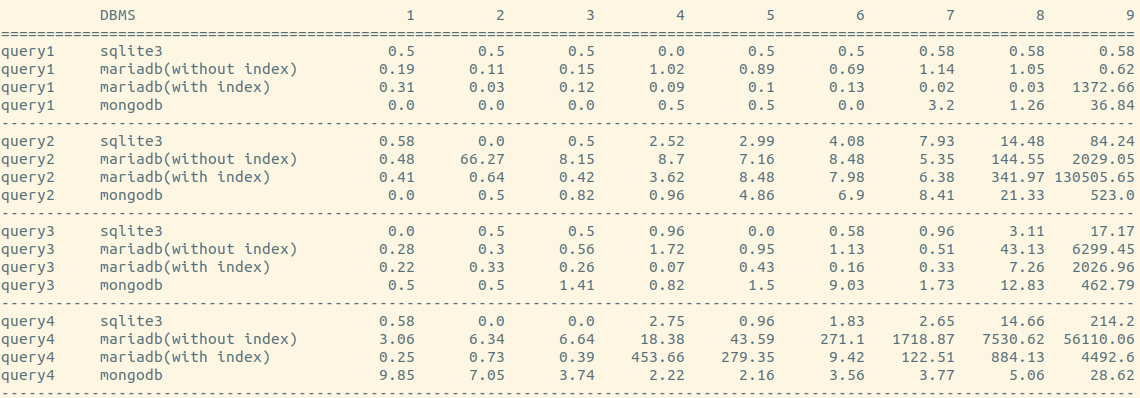 DBMS 1 2 3 4 5 6 7 8 9
================================================================================================================================
query1 sqlite3 0.5 0.5 0.5 0.0 0.5 0.5 0.58 0.58 0.58
query1 mariadb(without index) 0.19 0.11 0.15 1.02 0.89 0.69 1.14 1.05 0.62
query1 mariadb(with index) 0.31 0.03 0.12 0.09 0.1 0.13 0.02 0.03 1372.66
query1 mongodb 0.0 0.0 0.0 0.5 0.5 0.0 3.2 1.26 36.84
--------------------------------------------------------------------------------------------------------------------------------
query2 sqlite3 0.58 0.0 0.5 2.52 2.99 4.08 7.93 14.48 84.24
query2 mariadb(without index) 0.48 66.27 8.15 8.7 7.16 8.48 5.35 144.55 2029.05
query2 mariadb(with index) 0.41 0.64 0.42 3.62 8.48 7.98 6.38 341.97 130505.65
query2 mongodb 0.0 0.5 0.82 0.96 4.86 6.9 8.41 21.33 523.0
--------------------------------------------------------------------------------------------------------------------------------
query3 sqlite3 0.0 0.5 0.5 0.96 0.0 0.58 0.96 3.11 17.17
query3 mariadb(without index) 0.28 0.3 0.56 1.72 0.95 1.13 0.51 43.13 6299.45
query3 mariadb(with index) 0.22 0.33 0.26 0.07 0.43 0.16 0.33 7.26 2026.96
query3 mongodb 0.5 0.5 1.41 0.82 1.5 9.03 1.73 12.83 462.79
--------------------------------------------------------------------------------------------------------------------------------
query4 sqlite3 0.58 0.0 0.0 2.75 0.96 1.83 2.65 14.66 214.2
query4 mariadb(without index) 3.06 6.34 6.64 18.38 43.59 271.1 1718.87 7530.62 56110.06
query4 mariadb(with index) 0.25 0.73 0.39 453.66 279.35 9.42 122.51 884.13 4492.6
query4 mongodb 9.85 7.05 3.74 2.22 2.16 3.56 3.77 5.06 28.62
--------------------------------------------------------------------------------------------------------------------------------